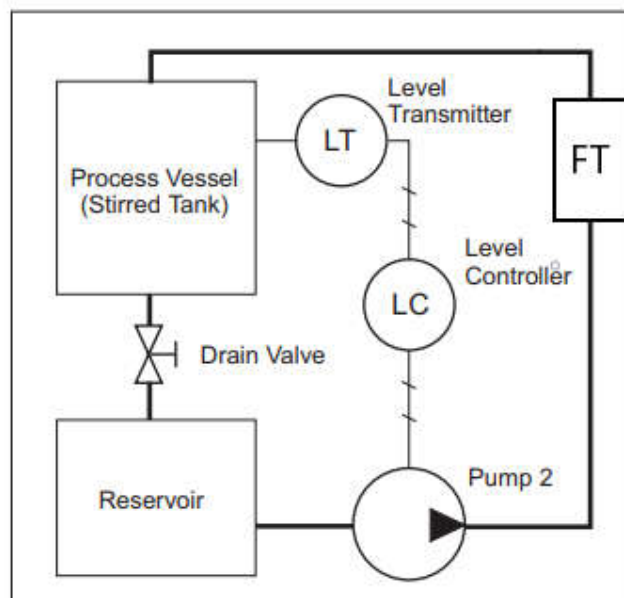 Level
Transmitter
LT
FT
Process Vessel
(Stirred Tank)
Level
Controller
LC
Drain Valve
Reservoir
Pump 2